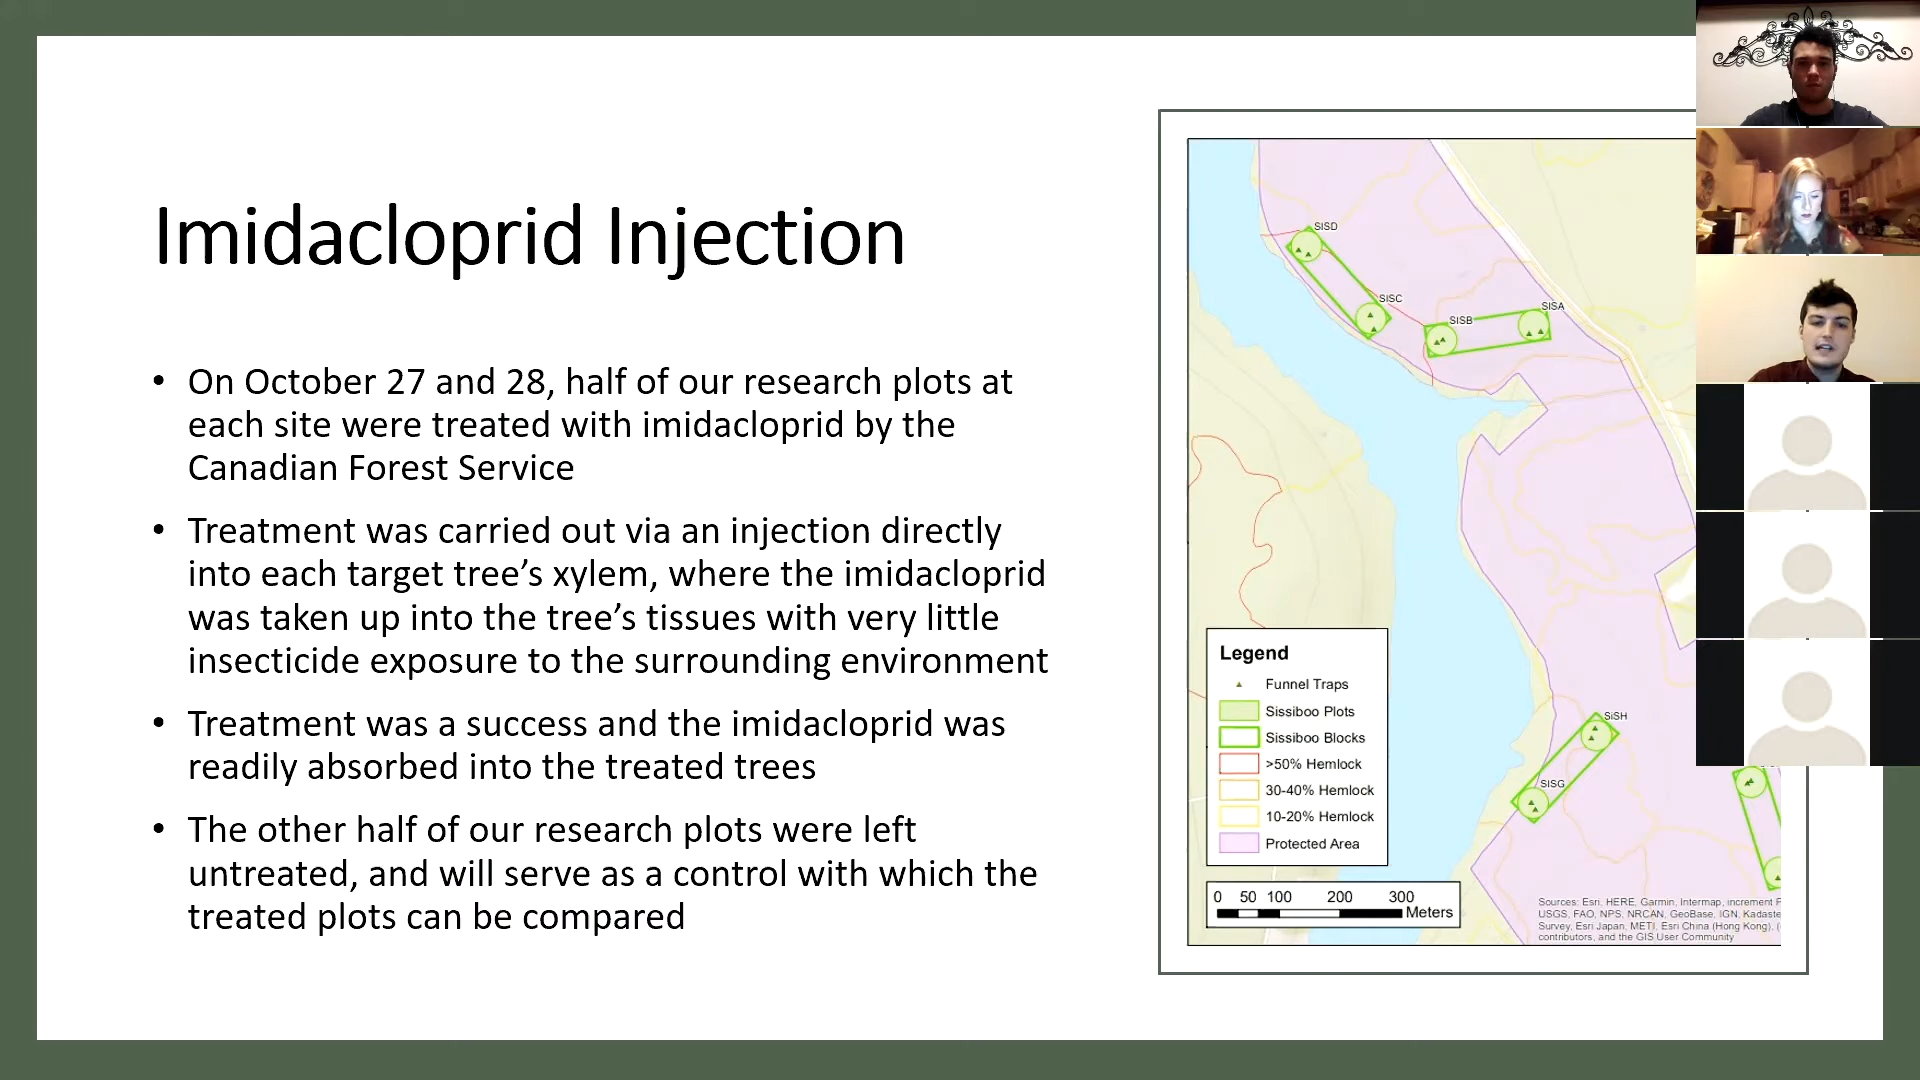 Imidacloprid Injection
• On October 27 and 28, half of our research plots at
each site were treated with imidacloprid by the
Canadian Forest Service
• Treatment was carried out via an injection directly
into each target tree’s xylem, where the imidacloprid
was taken up into the tree’s tissues with very little
insecticide exposure to the surrounding environment
• Treatment was a success and the imidacloprid was
readily absorbed into the treated trees
• The other half of our research plots were left
untreated, and will serve as a control with which the
treated plots can be compared
SISD
SISC
SISB
SISA
SiSH
SISG
Legend
Funnel Traps
Sissiboo Plots
Sissiboo Blocks
>50% Hemlock
30-40% Hemlock
10-20% Hemlock
Protected Area
0 50 100 200 300
Meters
Sources: Esri, HERE, Garmin, Intermap, increment P
USGS, FAO, NPS, NRCAN, GeoBase, IGN, Kadaste
Survey, Esri Japan, METI, Esri China (Hong Kong), (
contributors, and the GIS User Community